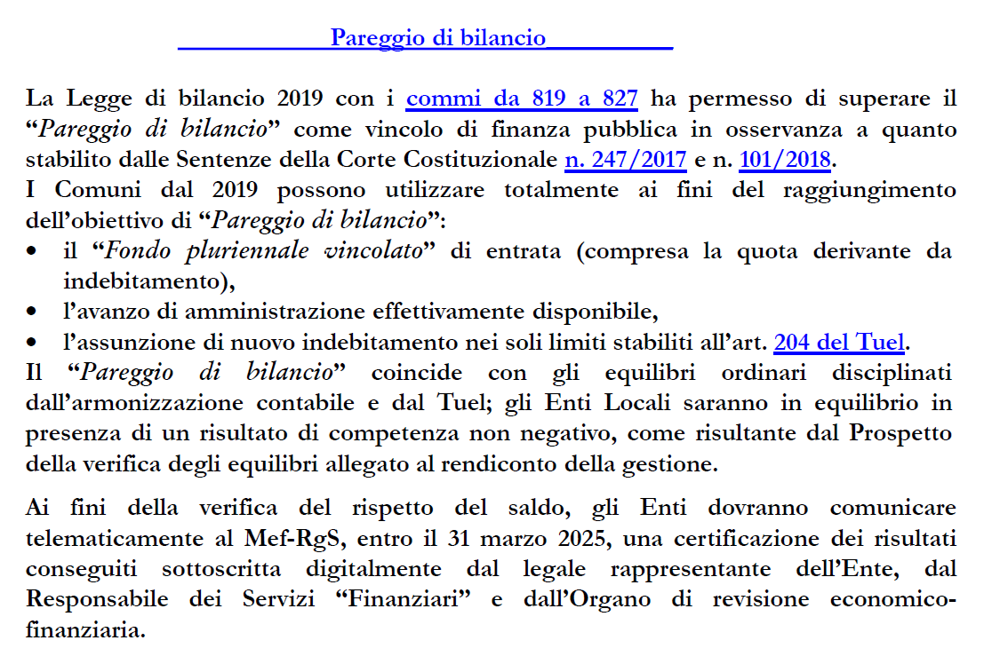 Pareggio di bilancio
La Legge di bilancio 2019 con i commi da 819 a 827 ha permesso di superare il
“Pareggio di bilancio” come vincolo di finanza pubblica in osservanza a quanto
stabilito dalle Sentenze della Corte Costituzionale n. 247/2017 e n. 101/2018.
I Comuni dal 2019 possono utilizzare totalmente ai fini del raggiungimento
dell’obiettivo di “Pareggio di bilancio”:
• il “Fondo pluriennale vincolato” di entrata (compresa la quota derivante da
indebitamento),
• l’avanzo di amministrazione effettivamente disponibile,
• l’assunzione di nuovo indebitamento nei soli limiti stabiliti all’art. 204 del Tuel.
Il “Pareggio di bilancio” coincide con gli equilibri ordinari disciplinati
dall’armonizzazione contabile e dal Tuel; gli Enti Locali saranno in equilibrio in
presenza di un risultato di competenza non negativo, come risultante dal Prospetto
della verifica degli equilibri allegato al rendiconto della gestione.
Ai fini della verifica del rispetto del saldo, gli Enti dovranno comunicare
telematicamente al Mef-RgS, entro il 31 marzo 2025, una certificazione dei risultati
conseguiti sottoscritta digitalmente dal legale rappresentante dell’Ente, dal
Responsabile dei Servizi “Finanziari” e dall’Organo di revisione economico-
finanziaria.